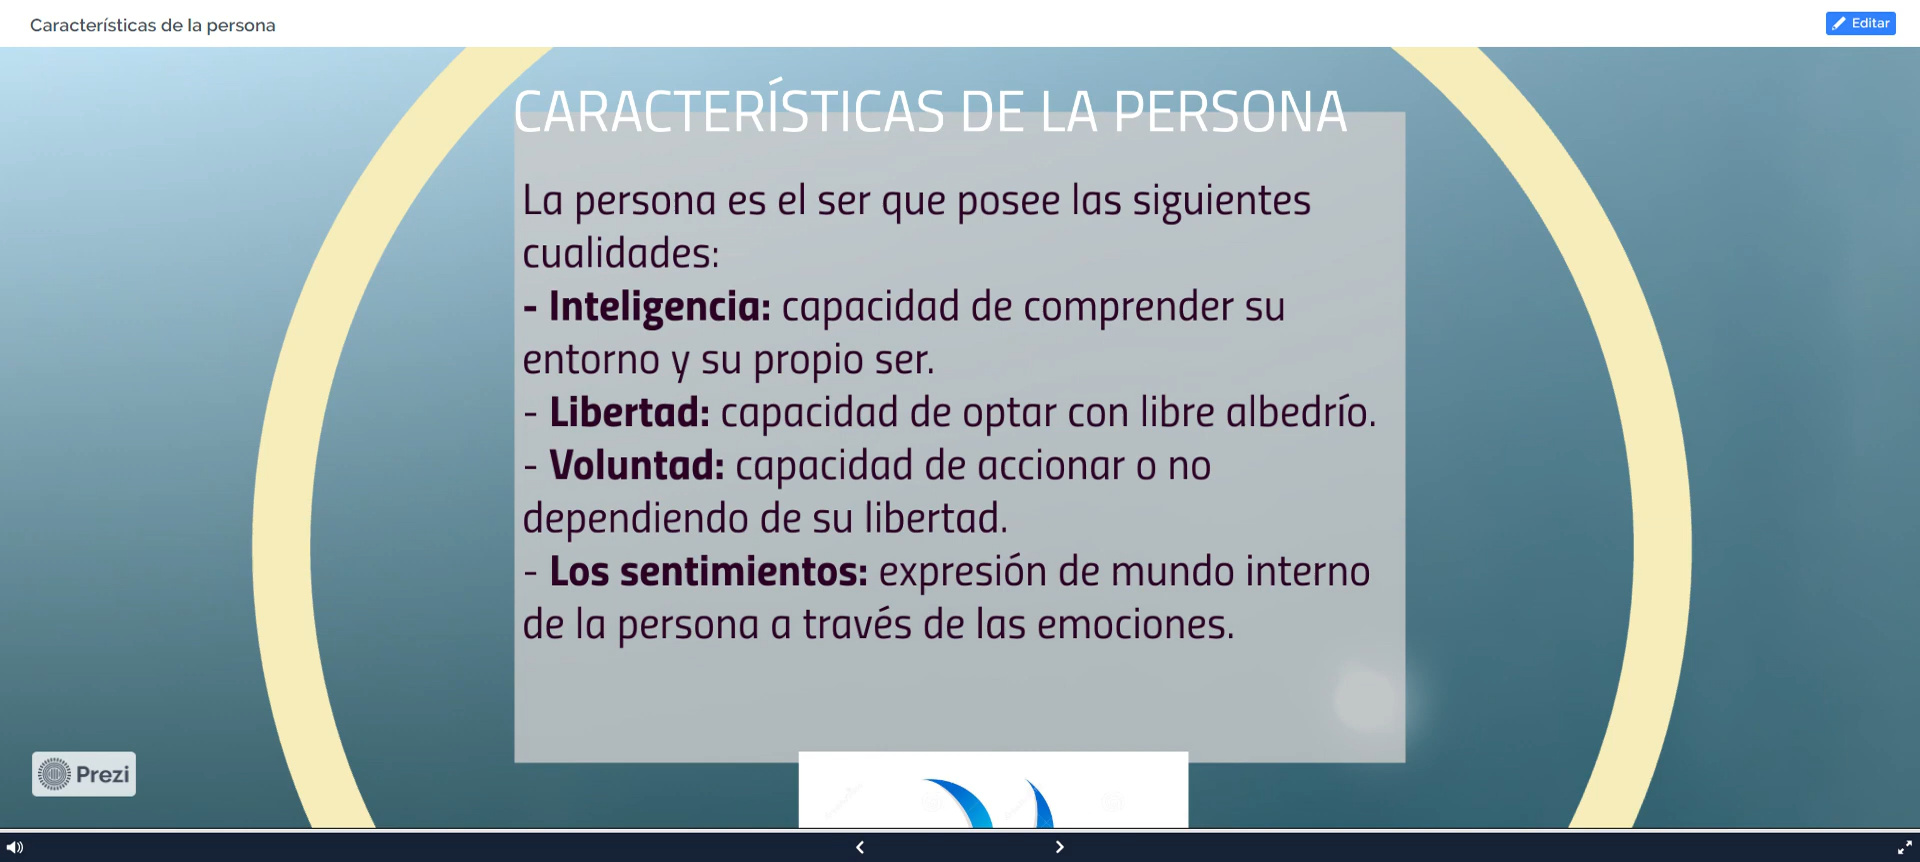 Características de la persona
Editar
CARACTERÍSTICAS DE LA PERSONA
La persona es el ser que posee las siguientes
cualidades:
- Inteligencia: capacidad de comprender su
entorno y su propio ser.
- Libertad: capacidad de optar con libre albedrío.
- Voluntad: capacidad de accionar o no
dependiendo de su libertad.
- Los sentimientos: expresión de mundo interno
de la persona a través de las emociones.
Prezi